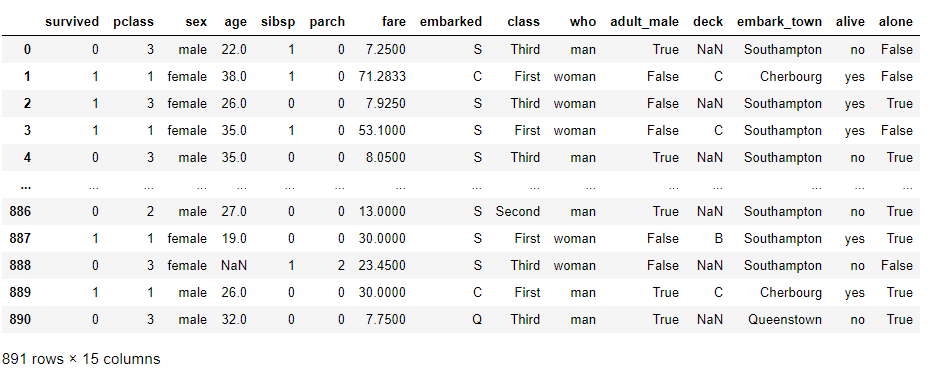 survived pclass sex age sibsp parch fare embarked class who adult_male deck embark_town alive alone
0 0 3 male 22.0 1 0 7.2500 S Third man True NaN Southampton no False
1 1 1 female 38.0 1 0 71.2833 C First woman False C Cherbourg yes False
2 1 3 female 26.0 0 0 7.9250 S Third woman False NaN Southampton yes True
3 1 1 female 35.0 1 0 53.1000 S First woman False C Southampton yes False
4 0 3 male 35.0 0 0 8.0500 S Third man True NaN Southampton no True
... ... ... ... ... ... ... ... ... ... ... ... ... ... ... ...
886 0 2 male 27.0 0 0 13.0000 S Second man True NaN Southampton no True
887 1 1 female 19.0 0 0 30.0000 S First woman False B Southampton yes True
888 0 3 female NaN 1 2 23.4500 S Third woman False NaN Southampton no False
889 1 1 male 26.0 0 0 30.0000 C First man True C Cherbourg yes True
890 0 3 male 32.0 0 0 7.7500 Q Third man True NaN Queenstown no True
891 rows × 15 columns